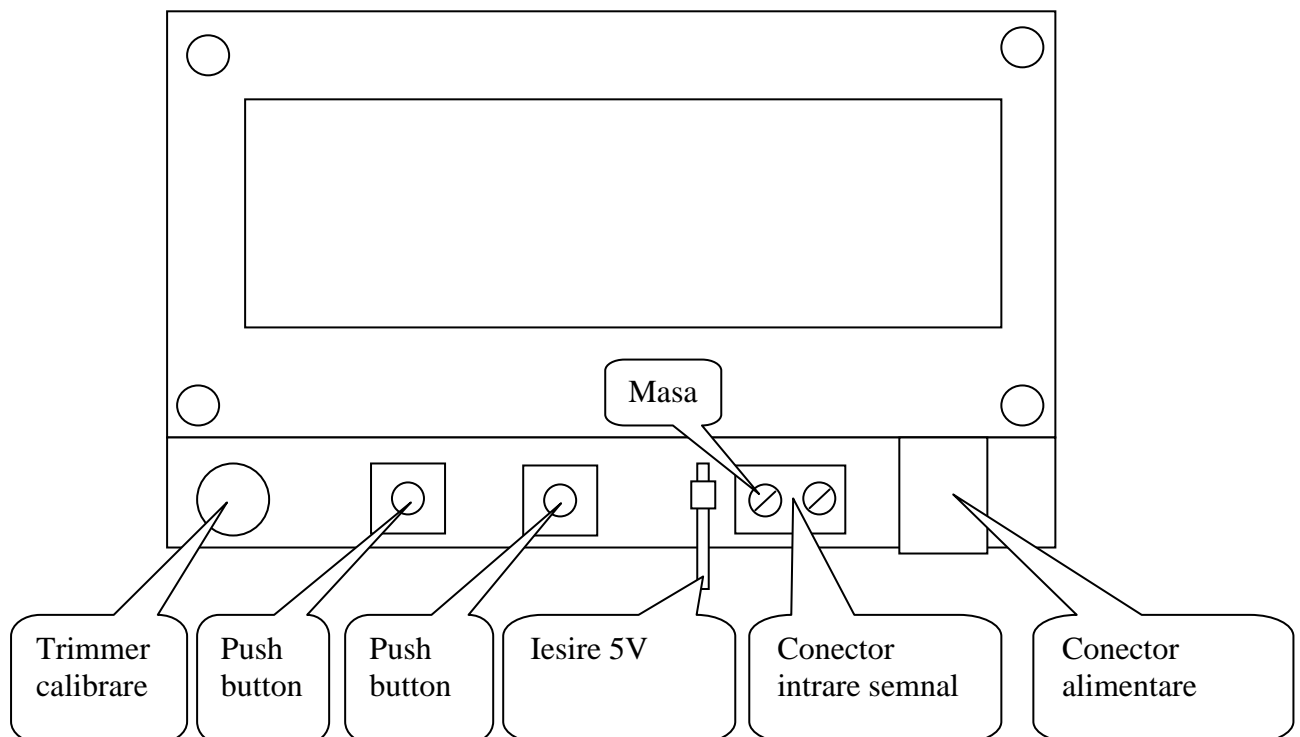 Masa
Trimmer
calibrare
Push
button
Push
button
Iesire 5V
Conector
intrare semnal
Conector
alimentare